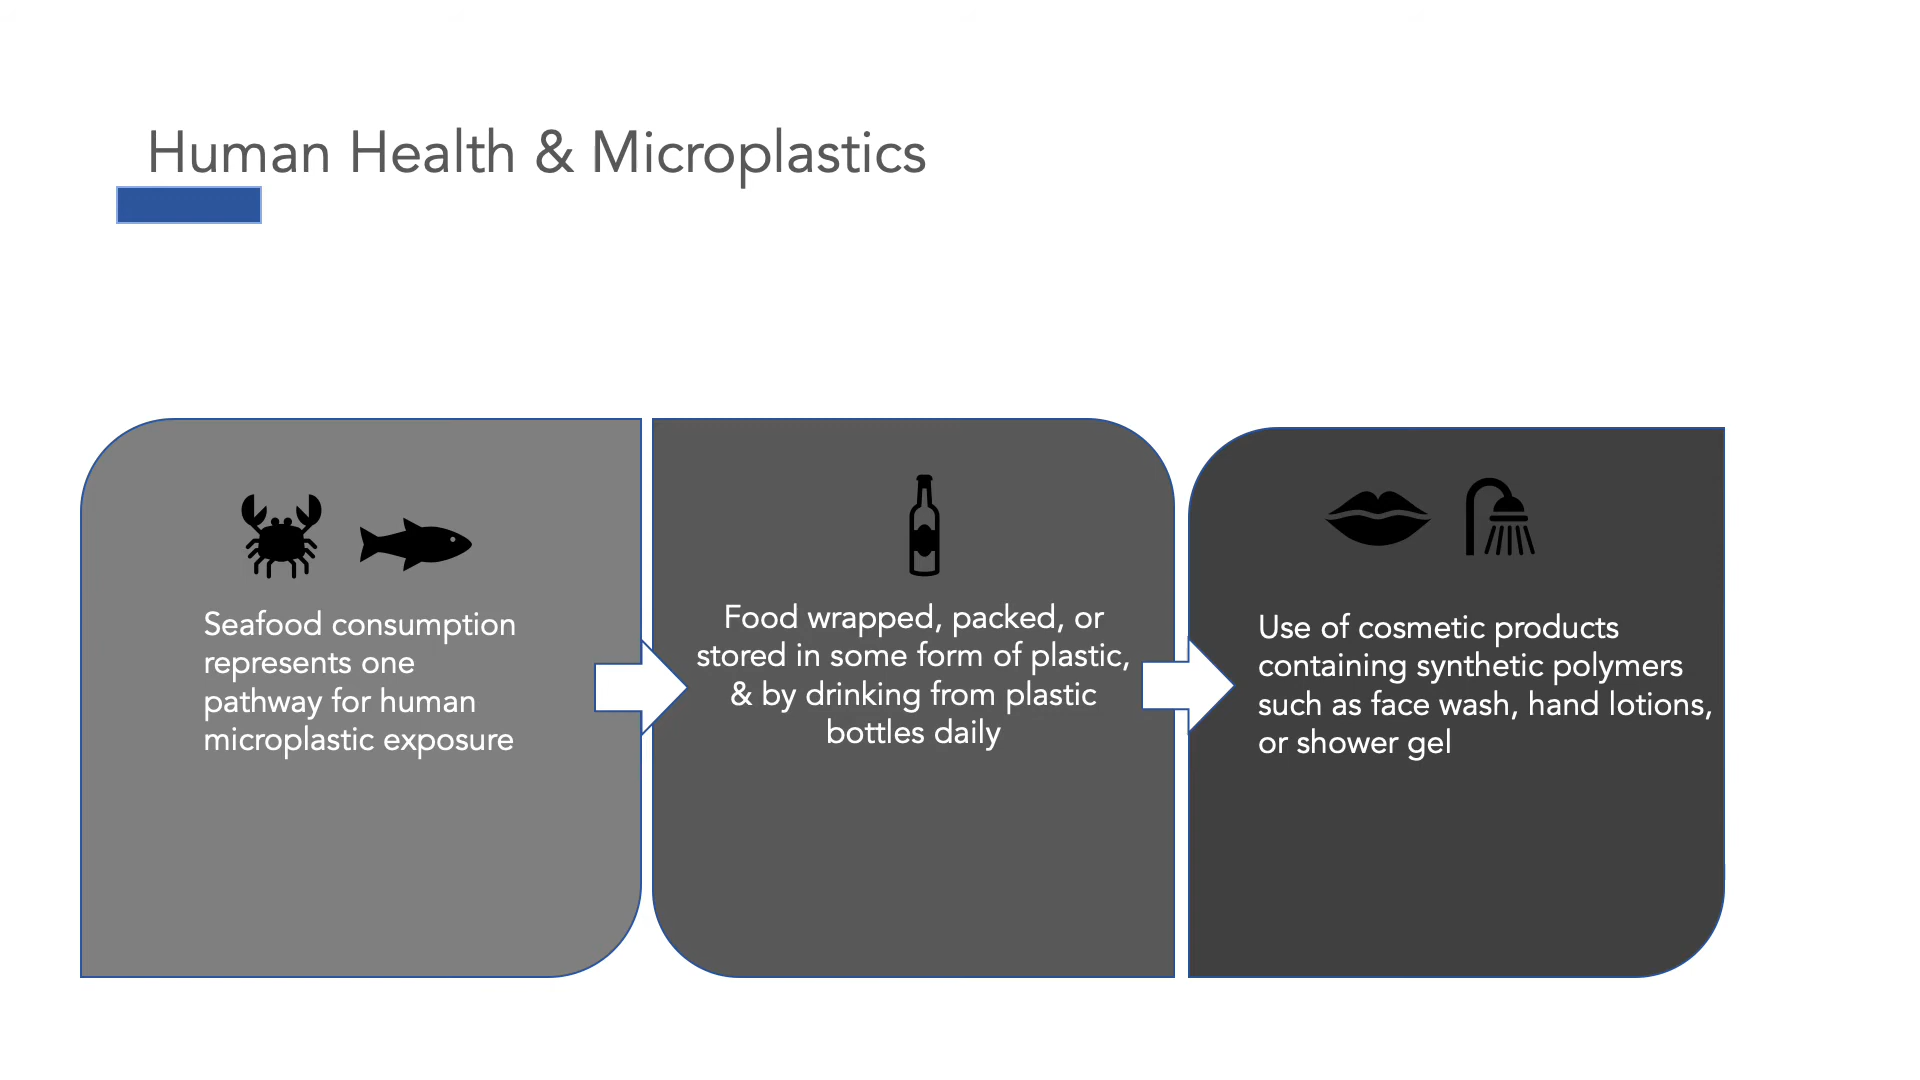 Human Health & Microplastics
Seafood consumption
represents one
pathway for human
microplastic exposure
Food wrapped, packed, or
stored in some form of plastic,
& by drinking from plastic
bottles daily
Use of cosmetic products
containing synthetic polymers
such as face wash, hand lotions,
or shower gel